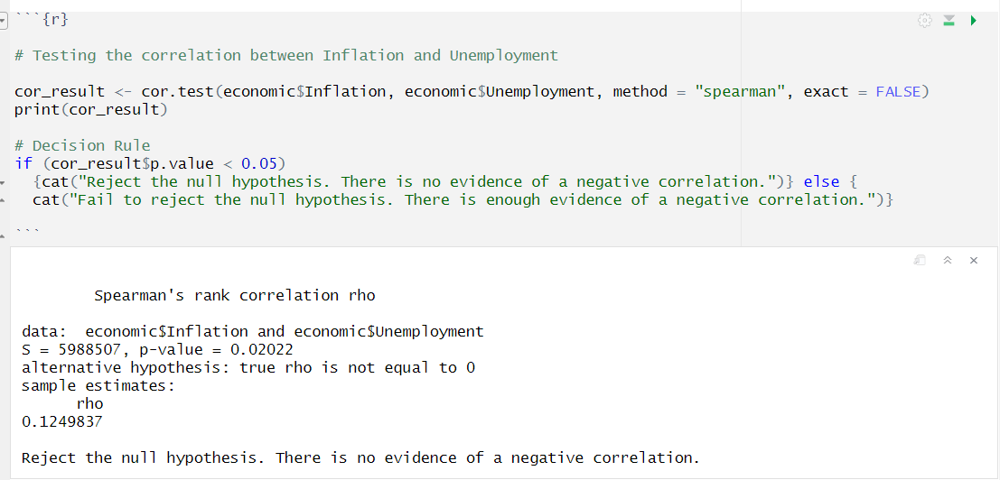 ```{r}
# Testing the correlation between Inflation and Unemployment
cor_result <- cor.test(economic$Inflation, economic$Unemployment, method = "spearman", exact = FALSE)
print(cor_result)
# Decision Rule
if (cor_result$p.value < 0.05)
{cat("Reject the null hypothesis. There is no evidence of a negative correlation.")} else {
cat("Fail to reject the null hypothesis. There is enough evidence of a negative correlation.")}
```
Spearman's rank correlation rho
data:  economic$Inflation and economic$Unemployment
S = 5988507, p-value = 0.02022
alternative hypothesis: true rho is not equal to 0
sample estimates:
rho
0.1249837
Reject the null hypothesis. There is no evidence of a negative correlation.